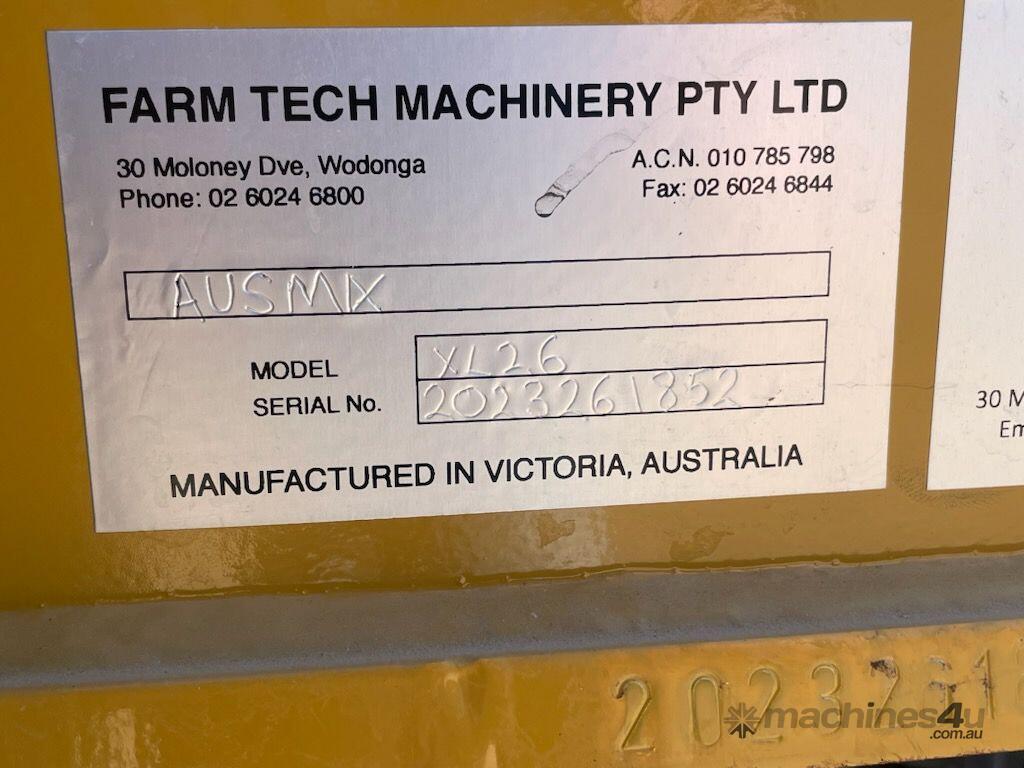 FARM TECH MACHINERY PTY LTD
30 Moloney Dve, Wodonga
Phone: 02 6024 6800
A.C.N. 010 785 798
Fax: 02 6024 6844
AUSMIX
MODEL XL26
SERIAL No. 2023261852
MANUFACTURED IN VICTORIA, AUSTRALIA
30 M
Em
2023261
machines4u
.com.au